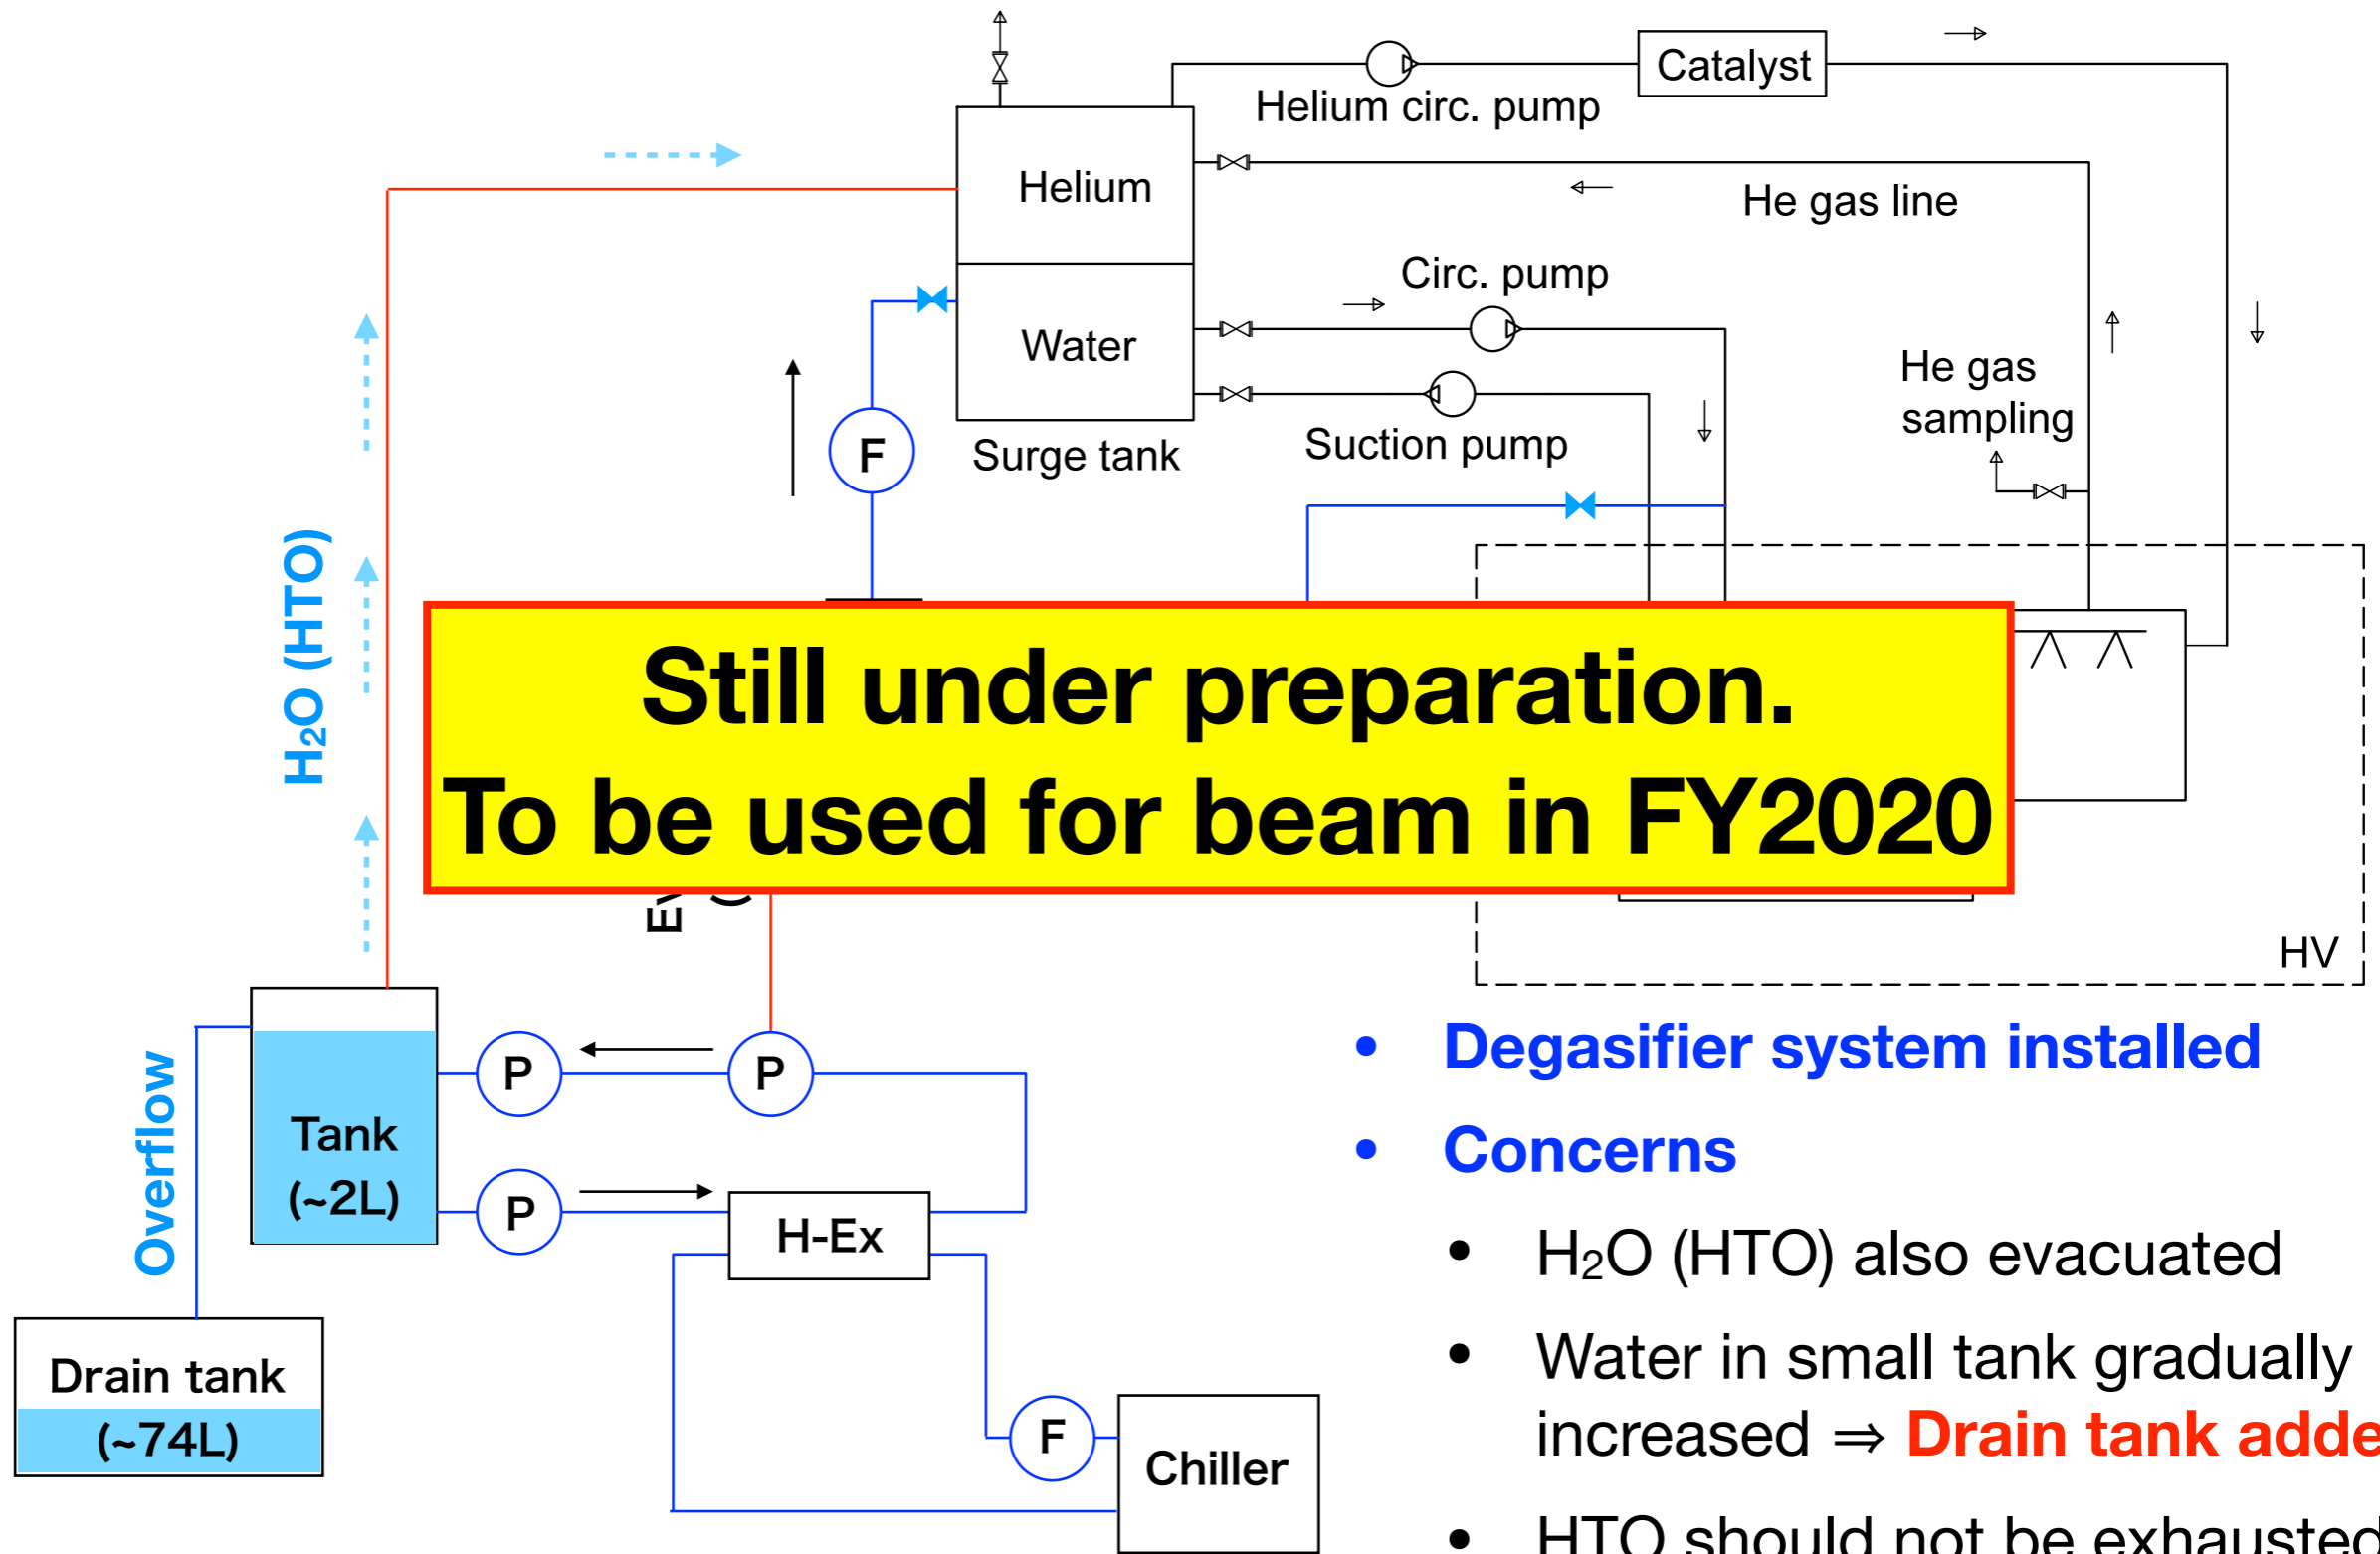 Catalyst
Helium circ. pump
Helium
He gas line
Circ. pump
Water
He gas
sampling
Suction pump
F
Surge tank
H₂O (HTO)
Still under preparation.
To be used for beam in FY2020
HV
Overflow
P
P
Tank
(~2L)
P
H-Ex
Drain tank
(~74L)
F
Chiller
• Degasifier system installed
• Concerns
• H₂O (HTO) also evacuated
• Water in small tank gradually
increased ⇒ Drain tank adde
• HTO should not be exhausted